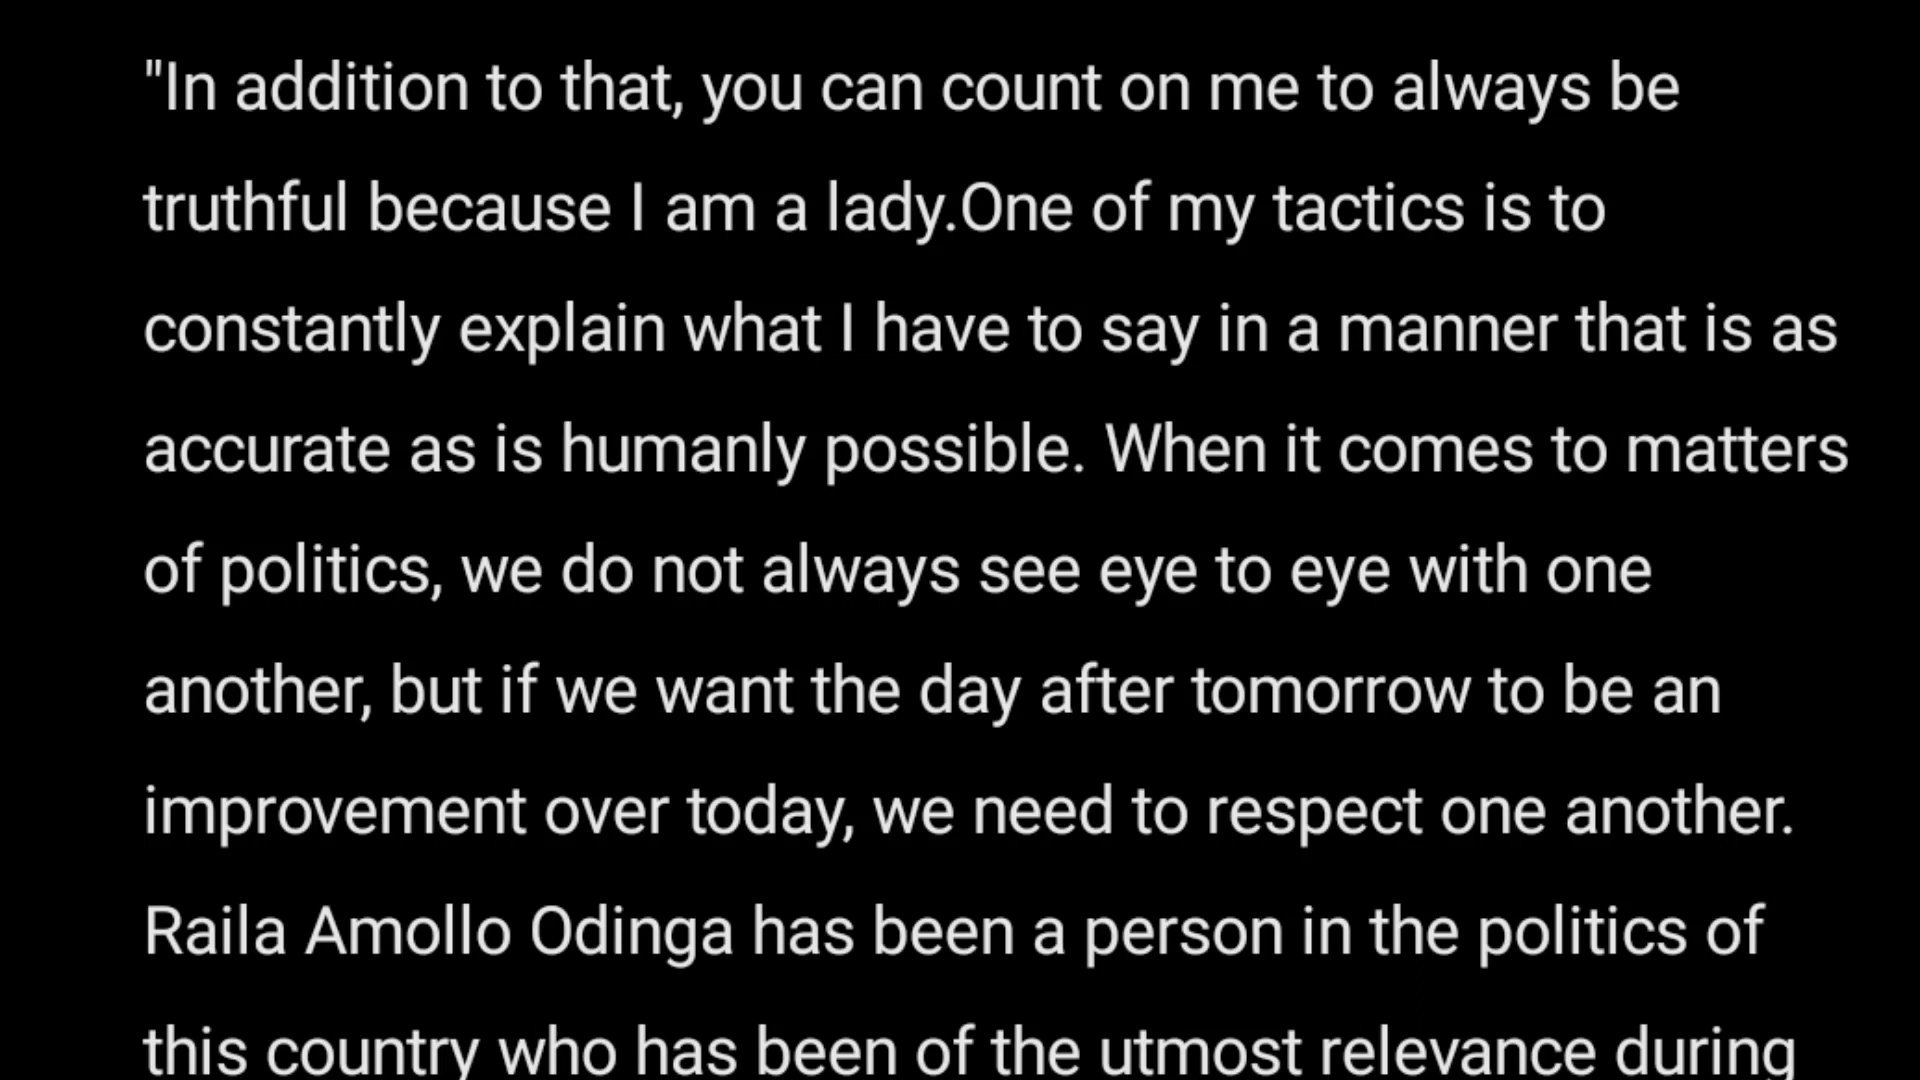 "In addition to that, you can count on me to always be
truthful because I am a lady.One of my tactics is to
constantly explain what I have to say in a manner that is as
accurate as is humanly possible. When it comes to matters
of politics, we do not always see eye to eye with one
another, but if we want the day after tomorrow to be an
improvement over today, we need to respect one another.
Raila Amollo Odinga has been a person in the politics of
this country who has been of the utmost relevance during